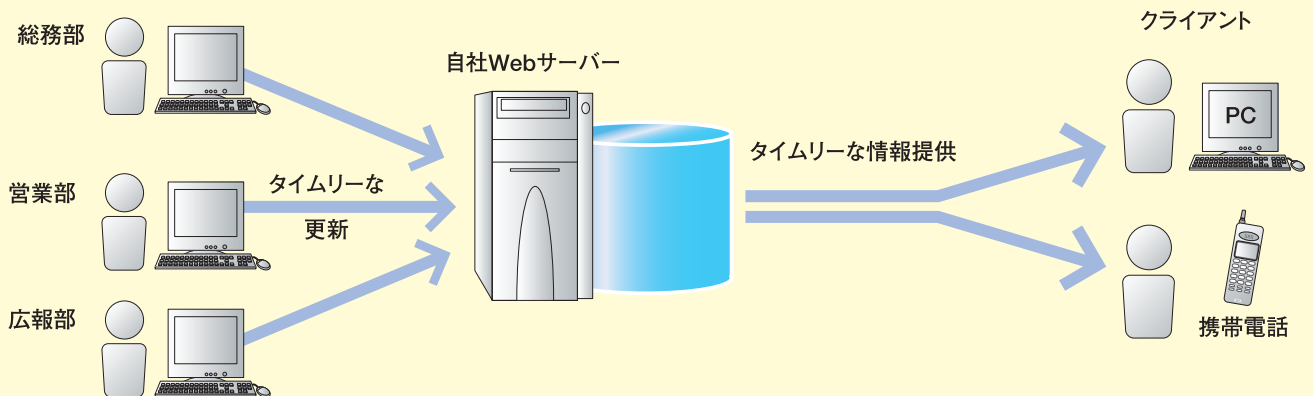 総務部
営業部
広報部
タイムリーな
更新
自社Webサーバー
タイムリーな情報提供
クライアント
PC
携帯電話